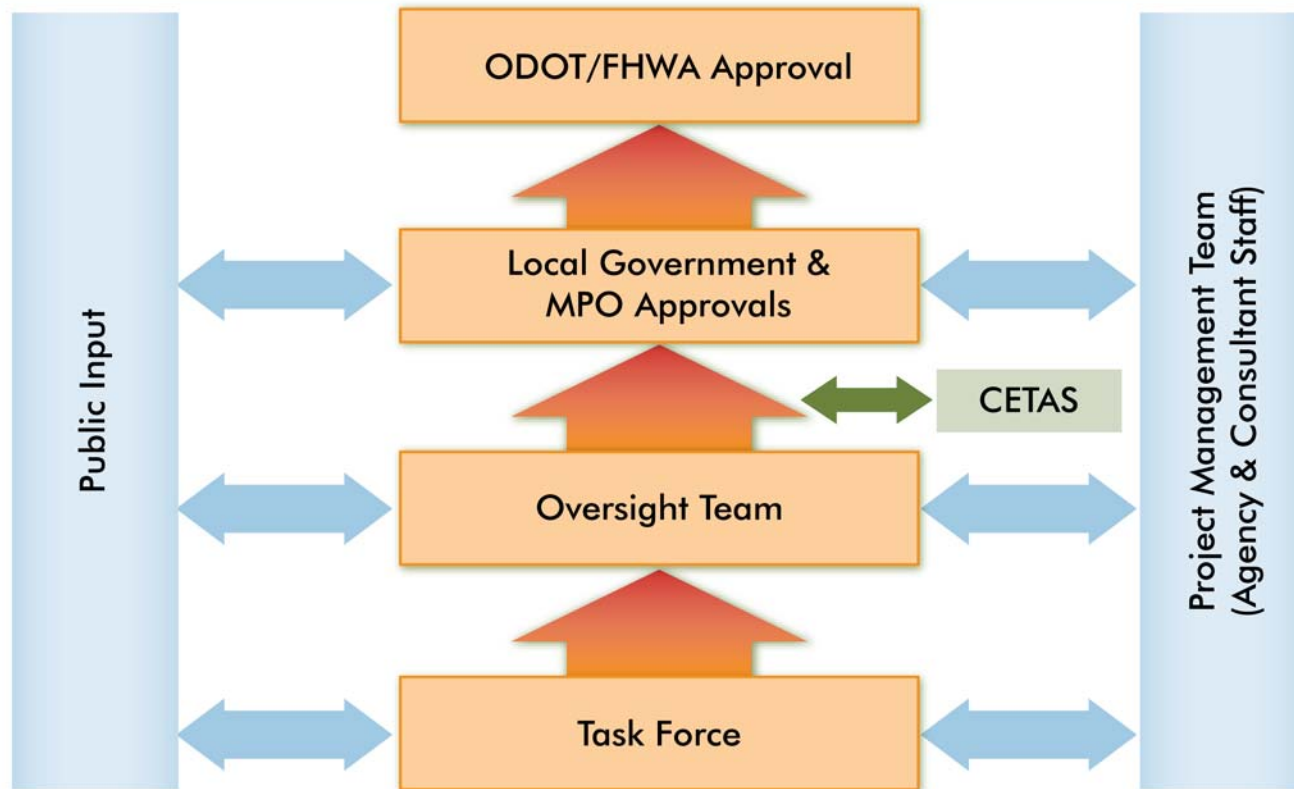 Public Input
ODOT/FHWA Approval
Local Government &
MPO Approvals
CETAS
Oversight Team
Task Force
Project Management Team
(Agency & Consultant Staff)